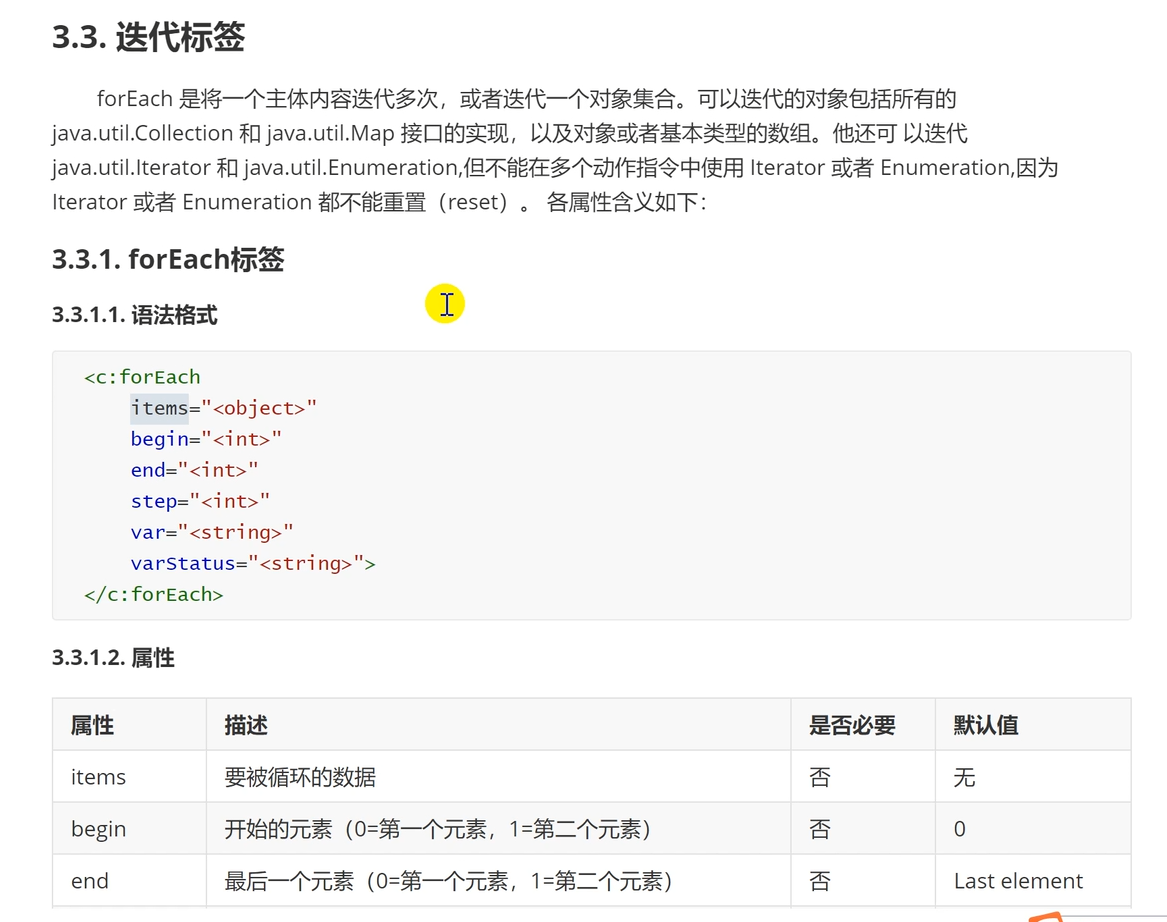 3.3. 迭代标签
forEach 是将一个主体内容迭代多次，或者迭代一个对象集合。可以迭代的对象包括所有的
java.util.Collection 和 java.util.Map 接口的实现，以及对象或者基本类型的数组。他还可 以迭代
java.util.Iterator 和 java.util.Enumeration,但不能在多个动作指令中使用 Iterator 或者 Enumeration,因为
Iterator 或者 Enumeration 都不能重置（reset）。 各属性含义如下：
3.3.1. forEach标签
3.3.1.1. 语法格式
<c:forEach
items="<object>"
begin="<int>"
end="<int>"
step="<int>"
var="<string>"
varStatus="<string>">
</c:forEach>
3.3.1.2. 属性
属性 描述 是否必要 默认值
items 要被循环的数据 否 无
begin 开始的元素（0=第一个元素，1=第二个元素） 否 0
end 最后一个元素（0=第一个元素，1=第二个元素） 否 Last element